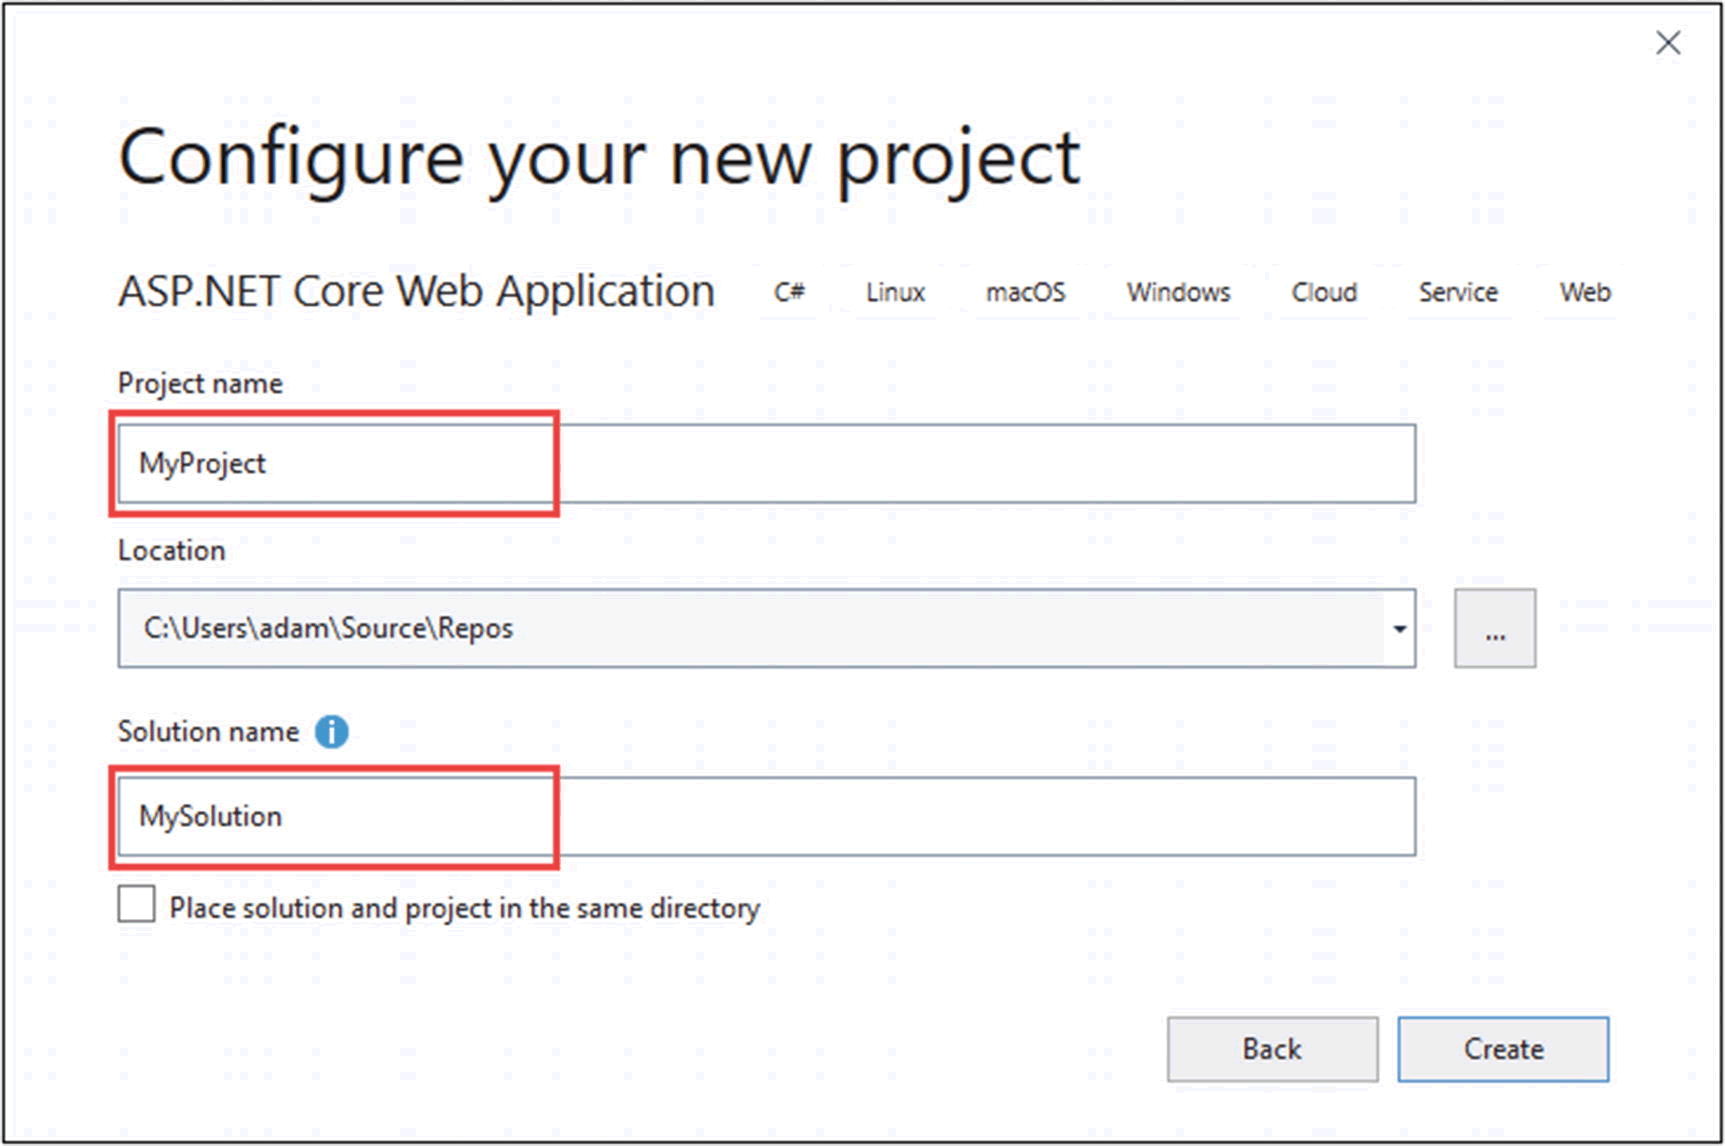 Configure your new project
ASP.NET Core Web Application C# Linux macOS Windows Cloud Service Web
Project name
MyProject
Location
C:\Users\adam\Source\Repos
...
Solution name i
MySolution
Place solution and project in the same directory
Back Create